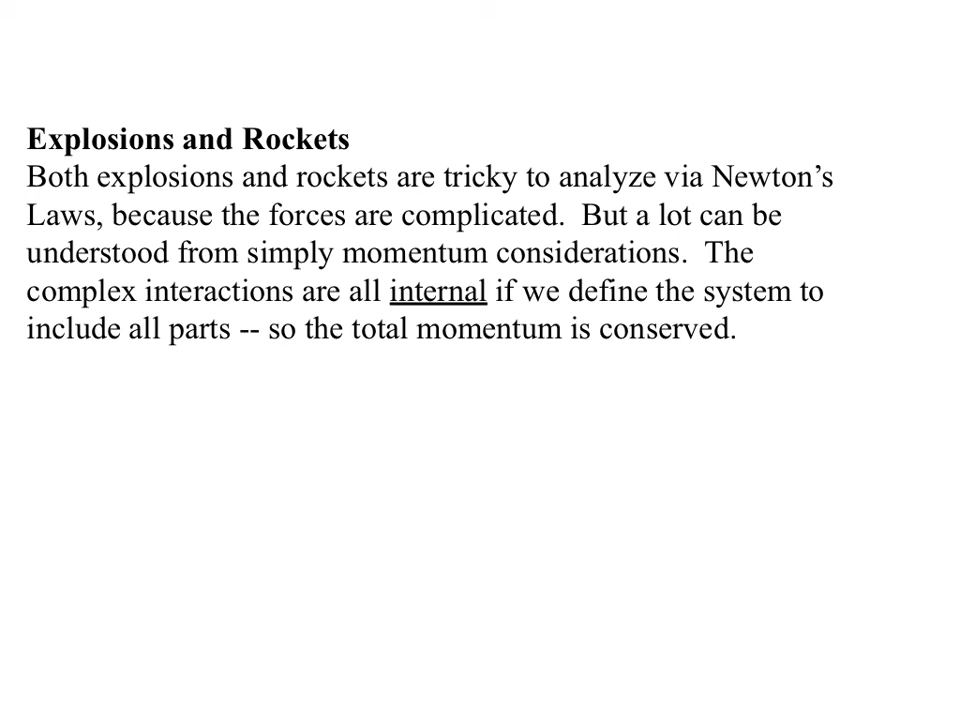 Explosions and Rockets
Both explosions and rockets are tricky to analyze via Newton’s
Laws, because the forces are complicated.  But a lot can be
understood from simply momentum considerations.  The
complex interactions are all internal if we define the system to
include all parts -- so the total momentum is conserved.